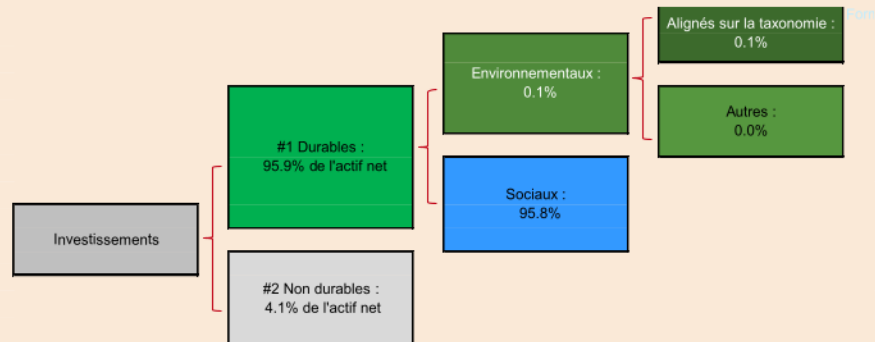 Investissements
#1 Durables :
95.9% de l'actif net
#2 Non durables :
4.1% de l'actif net
Environnementaux :
0.1%
Sociaux :
95.8%
Alignés sur la taxonomie :
0.1%
Autres :
0.0%